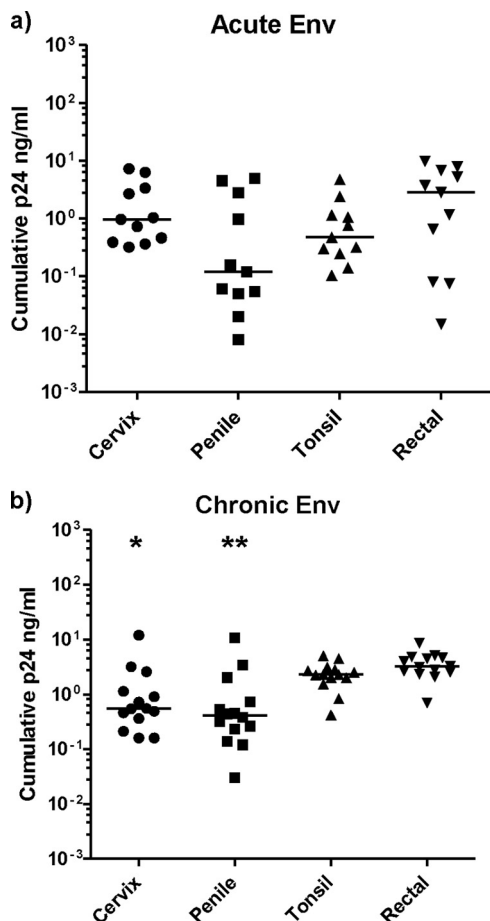 a)
Acute Env
Cumulative p24 ng/ml
10³
10²
10¹
10⁰
10⁻¹
10⁻²
10⁻³
Cervix
Penile
Tonsil
Rectal
b)
Chronic Env
*
**
Cumulative p24 ng/ml
10³
10²
10¹
10⁰
10⁻¹
10⁻²
10⁻³
Cervix
Penile
Tonsil
Rectal